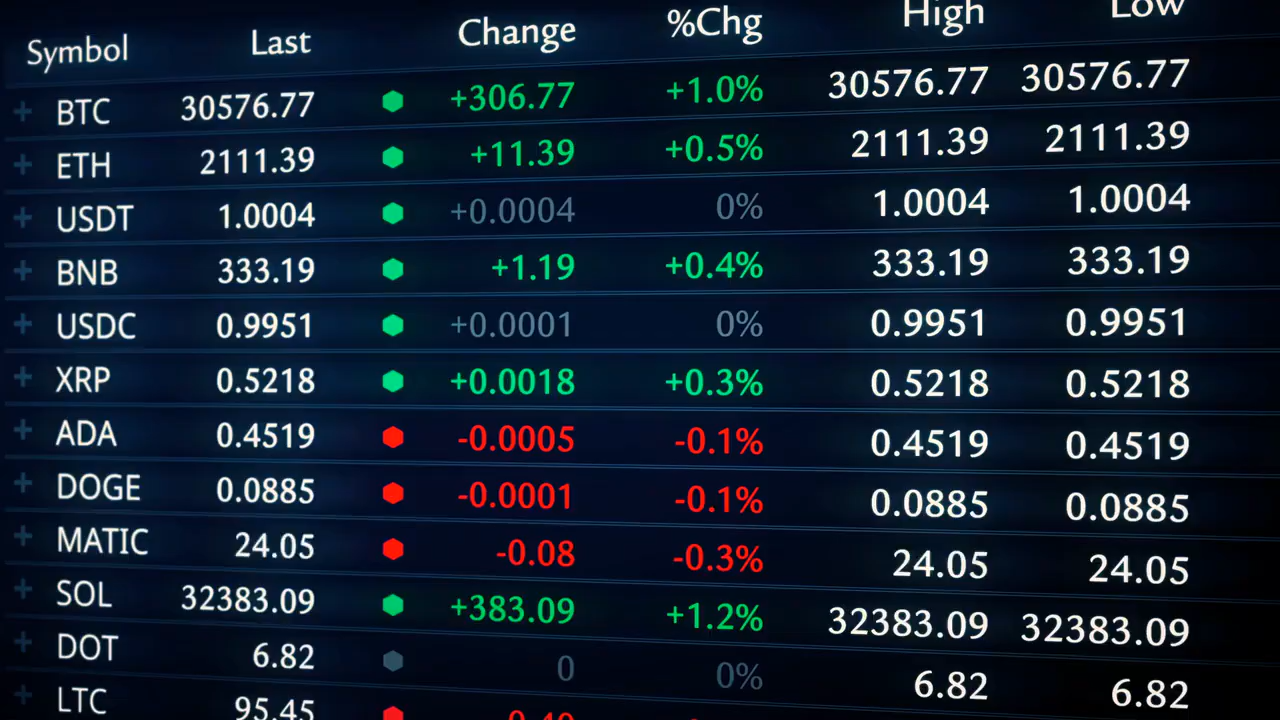 Symbol Last Change %Chg High Low
+ BTC 30576.77 +306.77 +1.0% 30576.77 30576.77
+ ETH 2111.39 +11.39 +0.5% 2111.39 2111.39
+ USDT 1.0004 +0.0004 0% 1.0004 1.0004
+ BNB 333.19 +1.19 +0.4% 333.19 333.19
+ USDC 0.9951 +0.0001 0% 0.9951 0.9951
+ XRP 0.5218 +0.0018 +0.3% 0.5218 0.5218
+ ADA 0.4519 -0.0005 -0.1% 0.4519 0.4519
+ DOGE 0.0885 -0.0001 -0.1% 0.0885 0.0885
+ MATIC 24.05 -0.08 -0.3% 24.05 24.05
+ SOL 32383.09 +383.09 +1.2% 32383.09 32383.09
+ DOT 6.82 0 0% 6.82 6.82
+ LTC 95.45